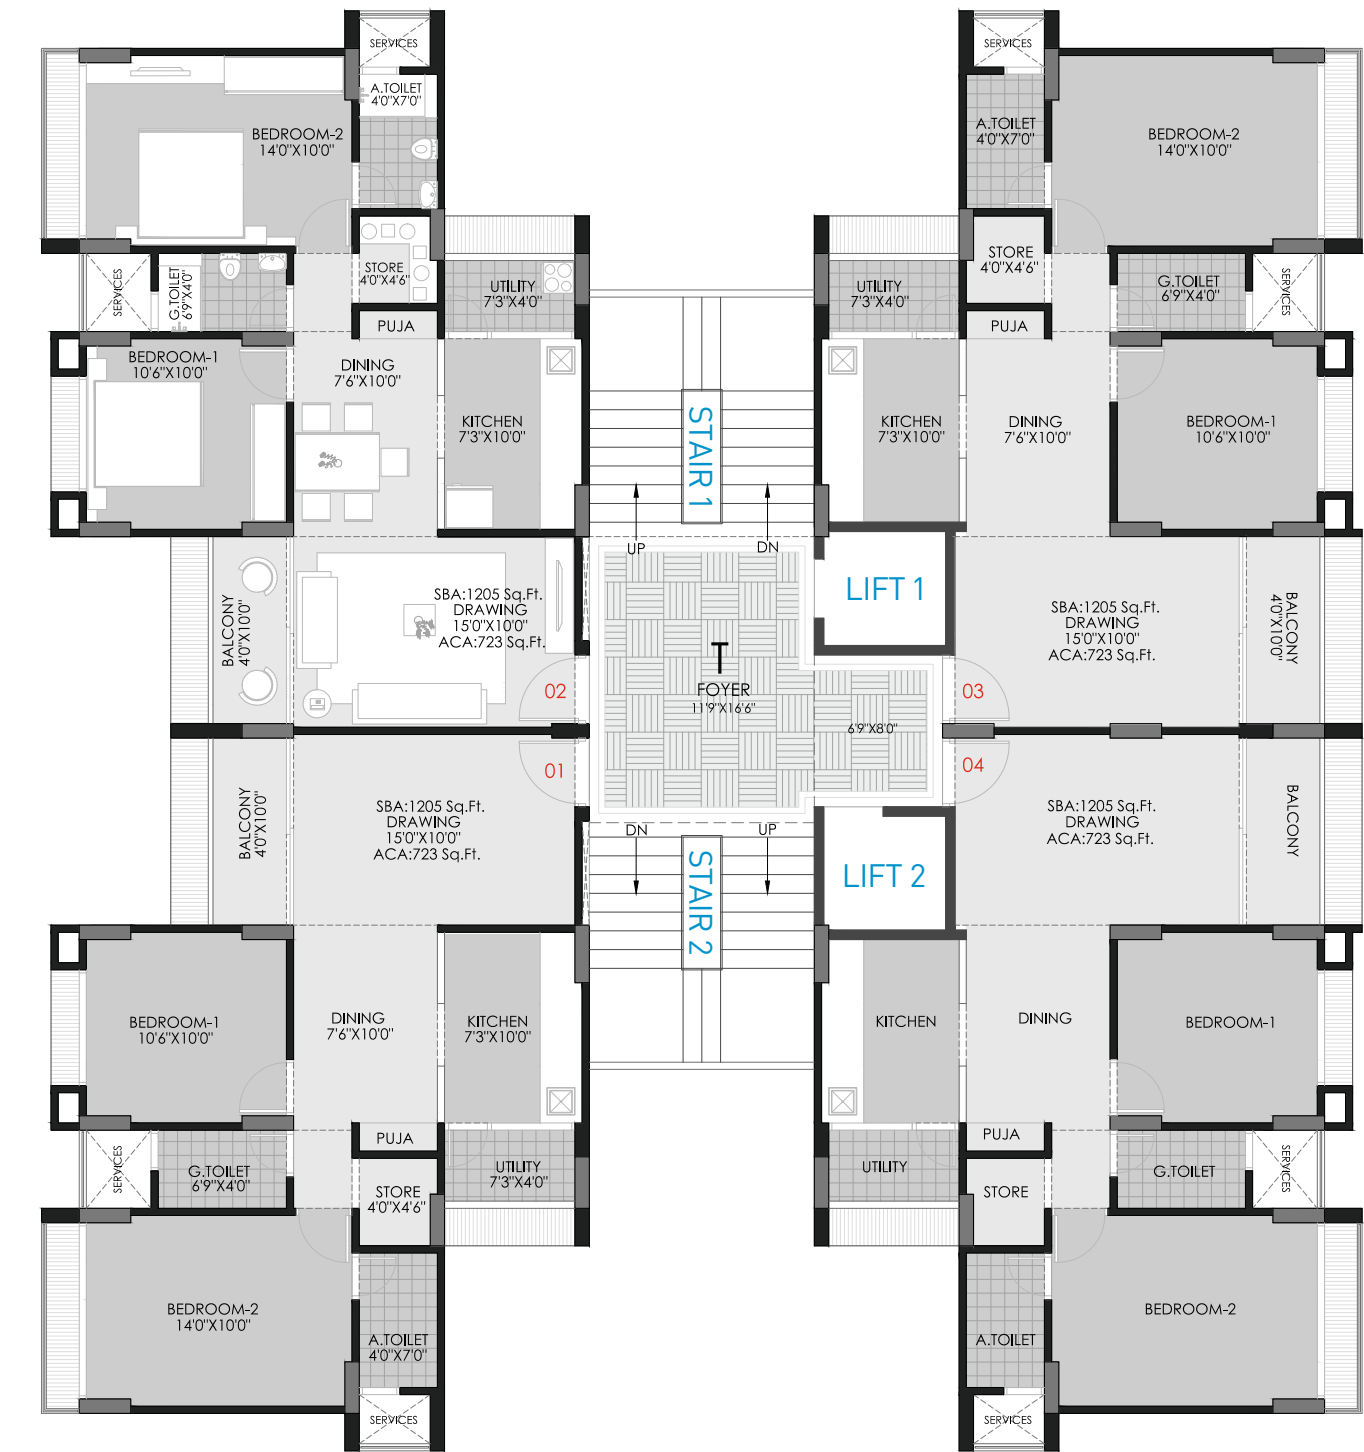 SERVICES
A.TOILET
4'0"X7'0"
BEDROOM-2
14'0"X10'0"
STORE
4'0"X4'6"
SERVICES
G.TOILET
6'9"X4'0"
UTILITY
7'3"X4'0"
PUJA
BEDROOM-1
10'6"X10'0"
DINING
7'6"X10'0"
KITCHEN
7'3"X10'0"
BALCONY
4'0"X10'0"
SBA:1205 Sq.Ft.
DRAWING
15'0"X10'0"
ACA:723 Sq.Ft.
02
SERVICES
A.TOILET
4'0"X7'0"
BEDROOM-2
14'0"X10'0"
STORE
4'0"X4'6"
G.TOILET
6'9"X4'0"
SERVICES
UTILITY
7'3"X4'0"
PUJA
KITCHEN
7'3"X10'0"
DINING
7'6"X10'0"
BEDROOM-1
10'6"X10'0"
SBA:1205 Sq.Ft.
DRAWING
15'0"X10'0"
ACA:723 Sq.Ft.
BALCONY
4'0"X10'0"
03
STAIR 1
UP
DN
LIFT 1
T
FOYER
11'9"X16'6"
6'9"X8'0"
DN
UP
STAIR 2
LIFT 2
01
BALCONY
4'0"X10'0"
SBA:1205 Sq.Ft.
DRAWING
15'0"X10'0"
ACA:723 Sq.Ft.
BEDROOM-1
10'6"X10'0"
DINING
7'6"X10'0"
KITCHEN
7'3"X10'0"
PUJA
SERVICES
G.TOILET
6'9"X4'0"
STORE
4'0"X4'6"
UTILITY
7'3"X4'0"
BEDROOM-2
14'0"X10'0"
A.TOILET
4'0"X7'0"
SERVICES
04
SBA:1205 Sq.Ft.
DRAWING
15'0"X10'0"
ACA:723 Sq.Ft.
BALCONY
KITCHEN
DINING
BEDROOM-1
PUJA
UTILITY
STORE
G.TOILET
SERVICES
BEDROOM-2
A.TOILET
SERVICES